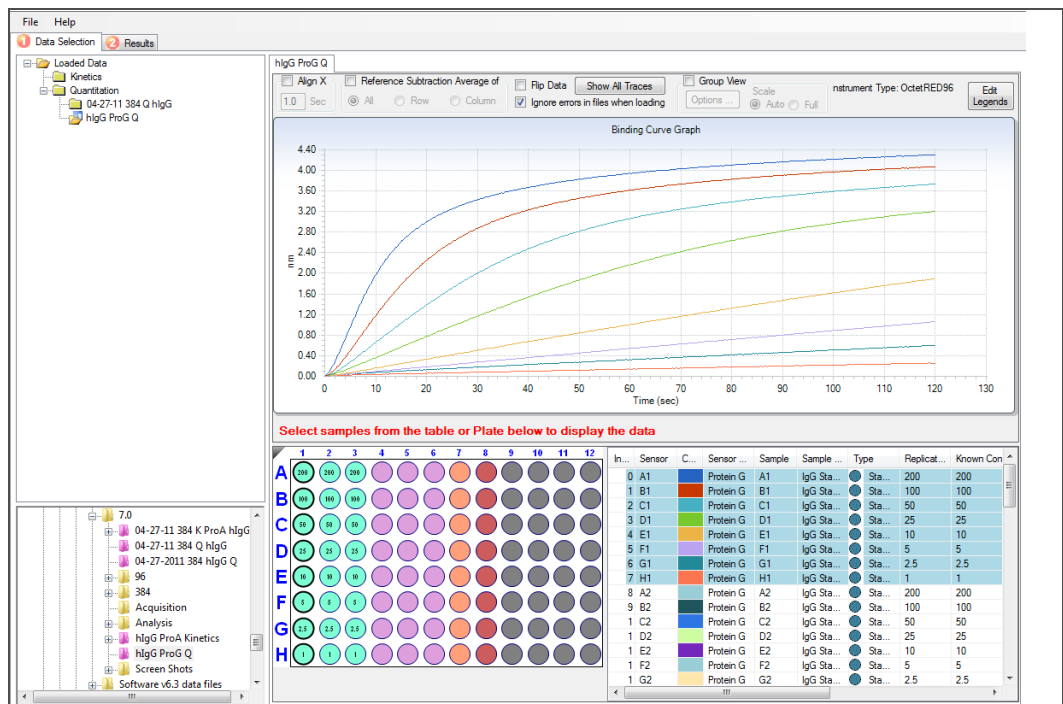 File Help
1 Data Selection 2 Results
Loaded Data
Kinetics
Quantitation
04-27-11 384 Q hIgG
hIgG ProG Q
7.0
04-27-11 384 K ProA hIgG
04-27-11 384 Q hIgG
04-27-2011 384 hIgG Q
96
384
Acquisition
Analysis
hIgG ProA Kinetics
hIgG ProG Q
Screen Shots
Software v6.3 data files
hIgG ProG Q
Align X Reference Subtraction Average of Flip Data Show All Traces Group View Scale nstrument Type: OctetRED96 Edit Legends
1.0 Sec All Row Column Ignore errors in files when loading Options ... Auto Full
Binding Curve Graph
4.40
4.00
3.60
3.20
2.80
2.40
2.00
1.60
1.20
0.80
0.40
0.00
nm
0 10 20 30 40 50 60 70 80 90 100 110 120 130
Time (sec)
Select samples from the table or Plate below to display the data
1 2 3 4 5 6 7 8 9 10 11 12
A 200 200 200
B 100 100 100
C 50 50 50
D 25 25 25
E 10 10 10
F 5 5 5
G 2.5 2.5 2.5
H 1 1 1
In... Sensor C... Sensor ... Sample Sample ... Type Replicat... Known Con
0 A1 Protein G A1 IgG Sta... Sta... 200 200
1 B1 Protein G B1 IgG Sta... Sta... 100 100
2 C1 Protein G C1 IgG Sta... Sta... 50 50
3 D1 Protein G D1 IgG Sta... Sta... 25 25
4 E1 Protein G E1 IgG Sta... Sta... 10 10
5 F1 Protein G F1 IgG Sta... Sta... 5 5
6 G1 Protein G G1 IgG Sta... Sta... 2.5 2.5
7 H1 Protein G H1 IgG Sta... Sta... 1 1
8 A2 Protein G A2 IgG Sta... Sta... 200 200
9 B2 Protein G B2 IgG Sta... Sta... 100 100
1 C2 Protein G C2 IgG Sta... Sta... 50 50
1 D2 Protein G D2 IgG Sta... Sta... 25 25
1 E2 Protein G E2 IgG Sta... Sta... 10 10
1 F2 Protein G F2 IgG Sta... Sta... 5 5
1 G2 Protein G G2 IgG Sta... Sta... 2.5 2.5